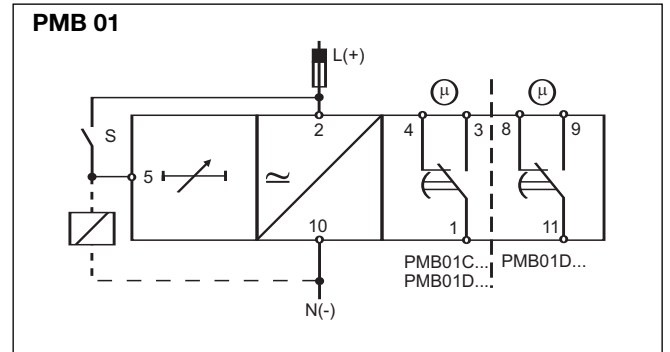 PMB 01
L(+)
μ μ
S
2 4 3 8 9
5 ≃
10 1 11
PMB01C... PMB01D...
PMB01D...
N(-)